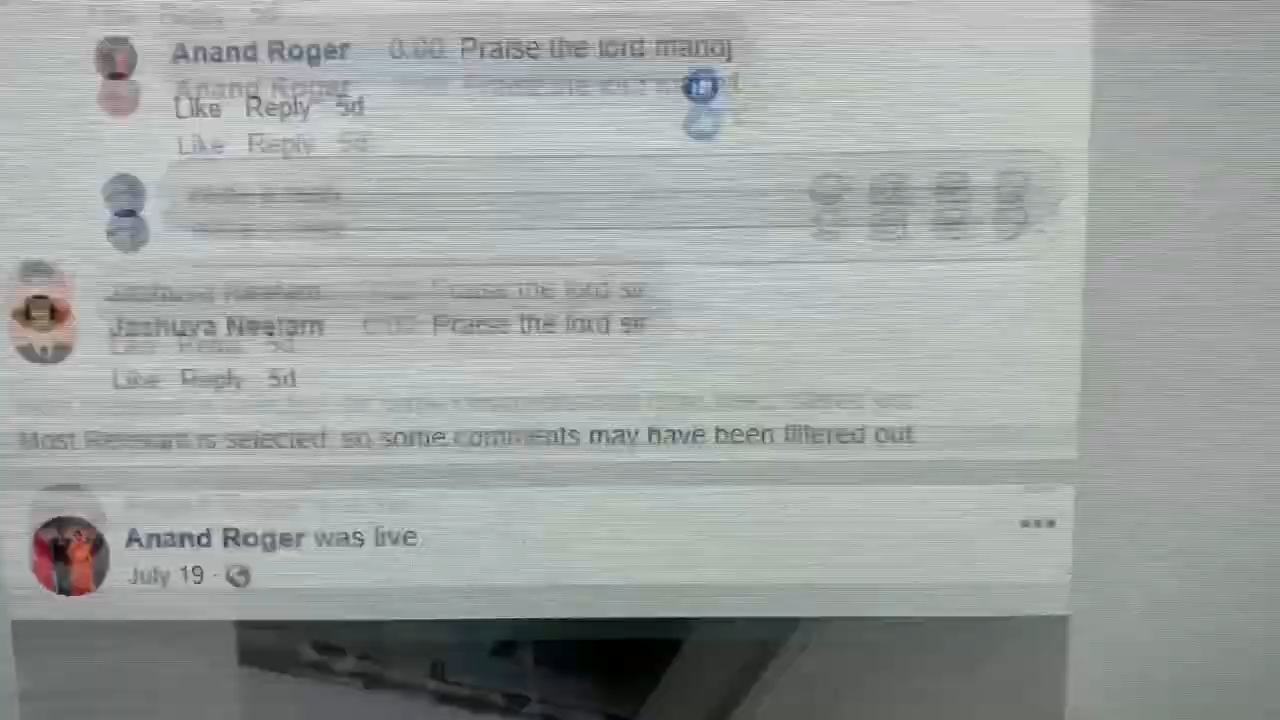 Anand Roger 0:00 Praise the lord manoj
Like Reply 5d
Jashuva Neelam 0:00 Praise the lord sir
Like Reply 5d
Most Relevant is selected, so some comments may have been filtered out.
Anand Roger was live.
July 19 ·